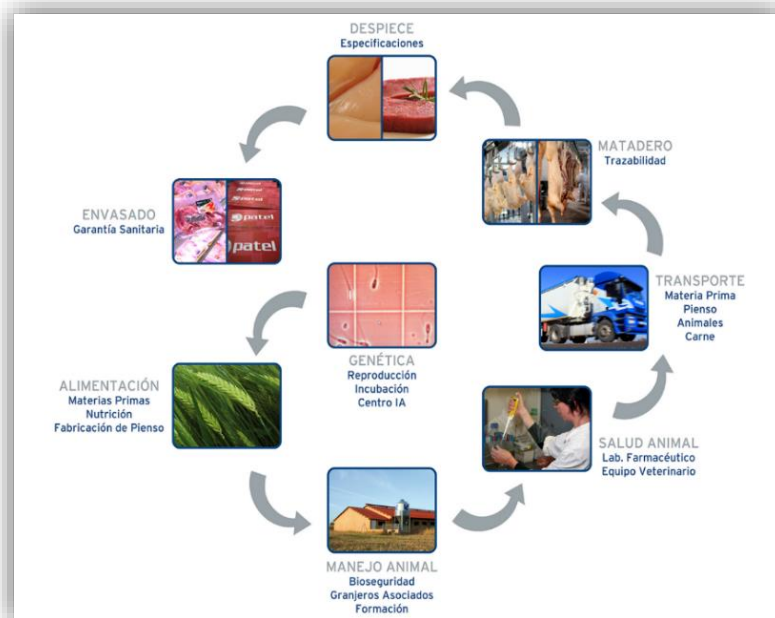 DESPIECE
Especificaciones
MATADERO
Trazabilidad
ENVASADO
Garantía Sanitaria
patel
patel
TRANSPORTE
Materia Prima
Pienso
Animales
Carne
GENÉTICA
Reproducción
Incubación
Centro IA
ALIMENTACIÓN
Materias Primas
Nutrición
Fabricación de Pienso
SALUD ANIMAL
Lab. Farmacéutico
Equipo Veterinario
MANEJO ANIMAL
Bioseguridad
Granjeros Asociados
Formación